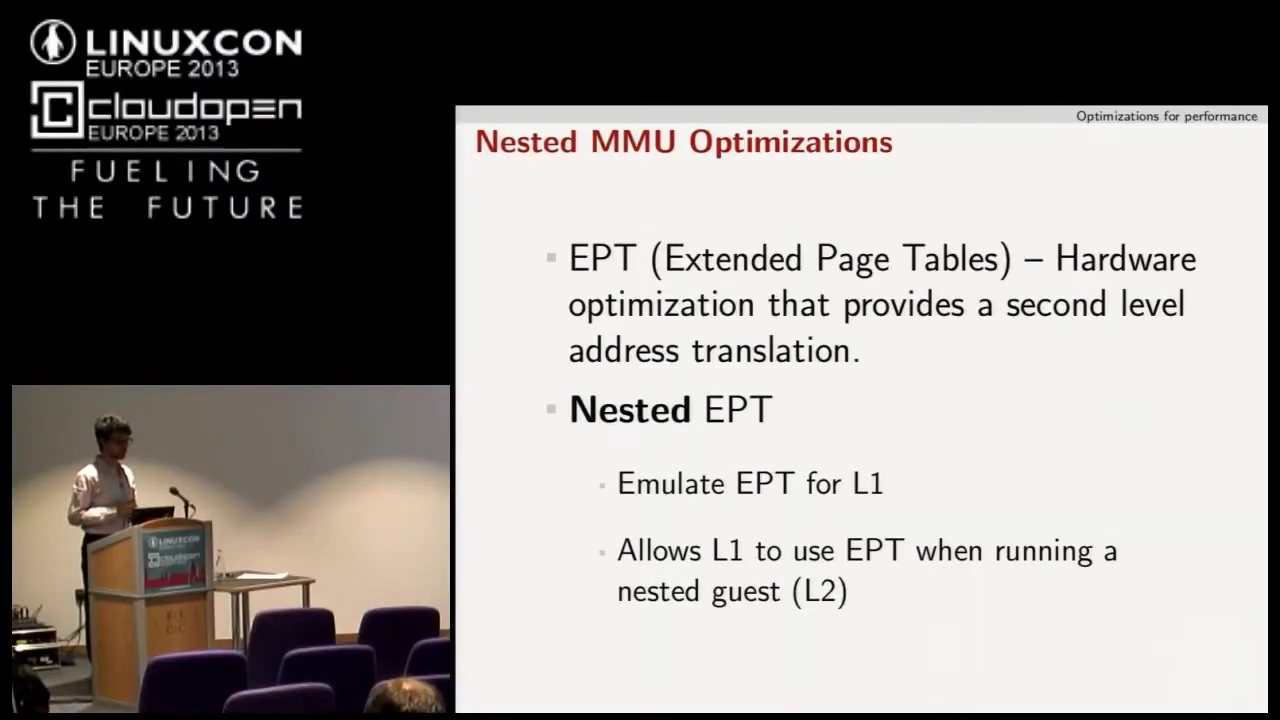 LINUXCON
EUROPE 2013
cloudopen
EUROPE 2013
FUELING
THE FUTURE
Optimizations for performance
Nested MMU Optimizations
EPT (Extended Page Tables) – Hardware
optimization that provides a second level
address translation.
Nested EPT
Emulate EPT for L1
Allows L1 to use EPT when running a
nested guest (L2)
LINUXCON
cloudopen